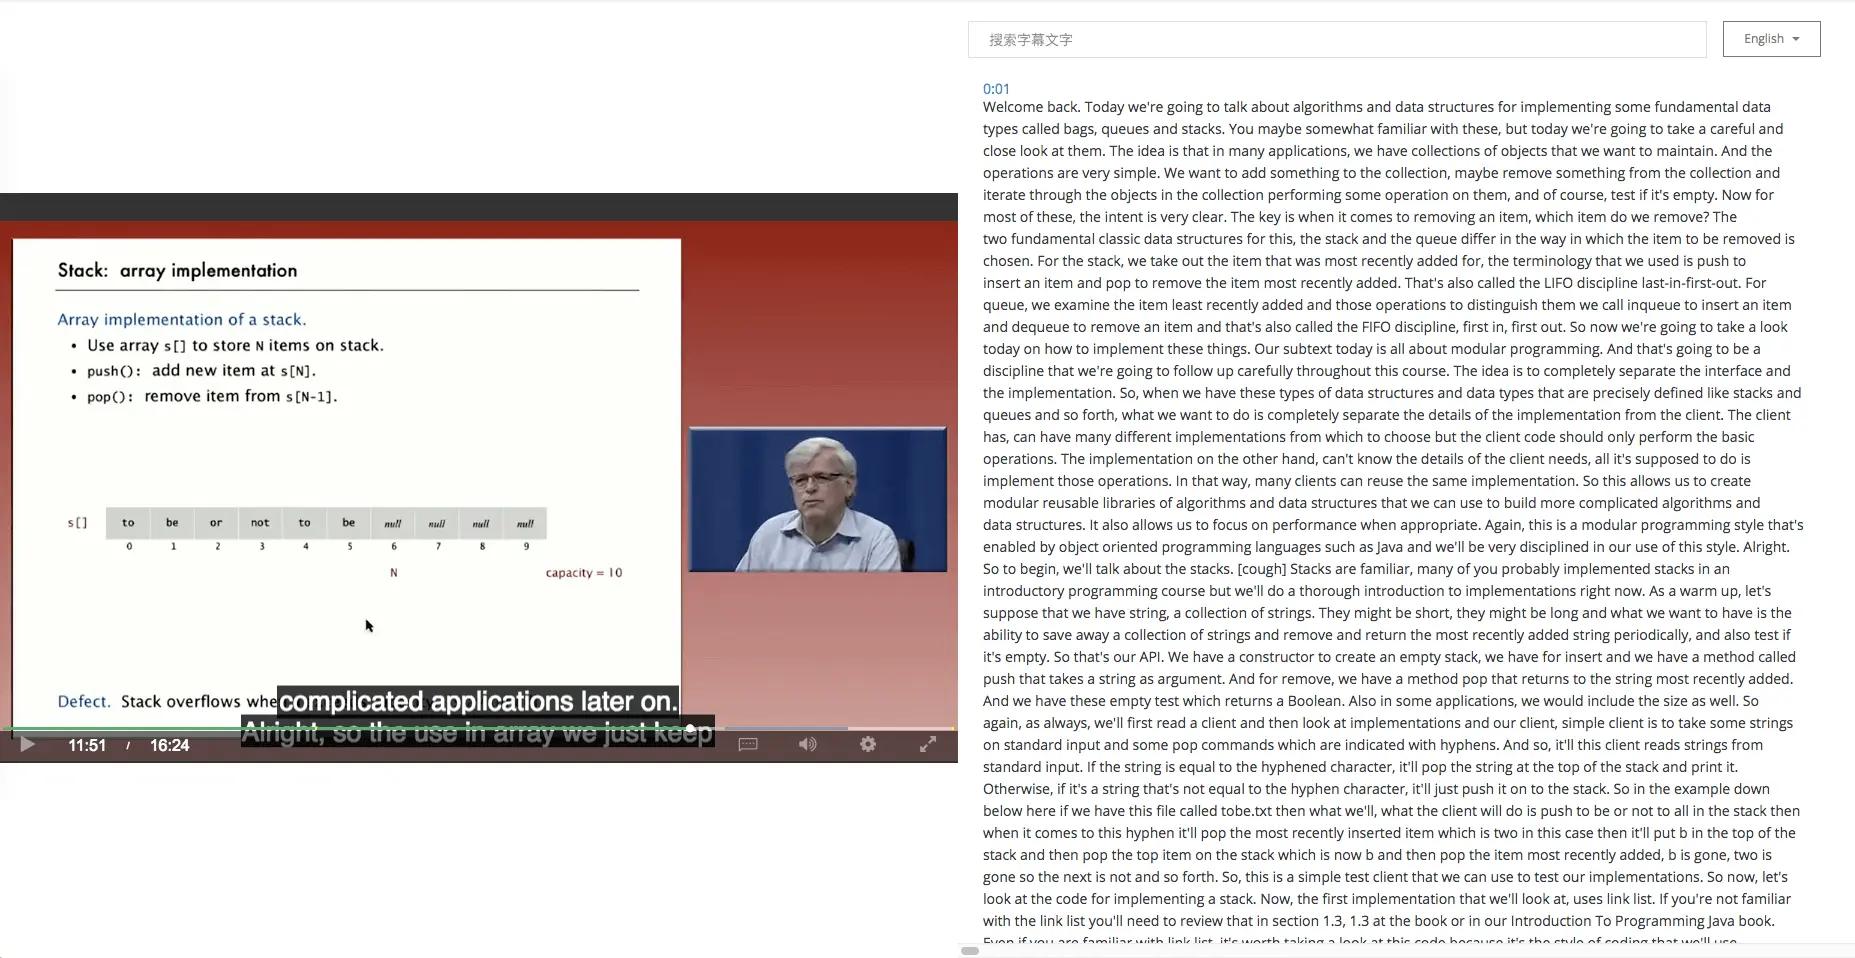 Stack: array implementation
Array implementation of a stack.
• Use array s[] to store N items on stack.
• push(): add new item at s[N].
• pop(): remove item from s[N-1].
s[] to be or not to be null null null null
0 1 2 3 4 5 6 7 8 9
N capacity = 10
Defect. Stack overflows whe
complicated applications later on.
Alright, so the use in array we just keep
11:51 / 16:24
搜索字幕文字
English
0:01
Welcome back. Today we're going to talk about algorithms and data structures for implementing some fundamental data
types called bags, queues and stacks. You maybe somewhat familiar with these, but today we're going to take a careful and
close look at them. The idea is that in many applications, we have collections of objects that we want to maintain. And the
operations are very simple. We want to add something to the collection, maybe remove something from the collection and
iterate through the objects in the collection performing some operation on them, and of course, test if it's empty. Now for
most of these, the intent is very clear. The key is when it comes to removing an item, which item do we remove? The
two fundamental classic data structures for this, the stack and the queue differ in the way in which the item to be removed is
chosen. For the stack, we take out the item that was most recently added for, the terminology that we used is push to
insert an item and pop to remove the item most recently added. That's also called the LIFO discipline last-in-first-out. For
queue, we examine the item least recently added and those operations to distinguish them we call inqueue to insert an item
and dequeue to remove an item and that's also called the FIFO discipline, first in, first out. So now we're going to take a look
today on how to implement these things. Our subtext today is all about modular programming. And that's going to be a
discipline that we're going to follow up carefully throughout this course. The idea is to completely separate the interface and
the implementation. So, when we have these types of data structures and data types that are precisely defined like stacks and
queues and so forth, what we want to do is completely separate the details of the implementation from the client. The client
has, can have many different implementations from which to choose but the client code should only perform the basic
operations. The implementation on the other hand, can't know the details of the client needs, all it's supposed to do is
implement those operations. In that way, many clients can reuse the same implementation. So this allows us to create
modular reusable libraries of algorithms and data structures that we can use to build more complicated algorithms and
data structures. It also allows us to focus on performance when appropriate. Again, this is a modular programming style that's
enabled by object oriented programming languages such as Java and we'll be very disciplined in our use of this style. Alright.
So to begin, we'll talk about the stacks. [cough] Stacks are familiar, many of you probably implemented stacks in an
introductory programming course but we'll do a thorough introduction to implementations right now. As a warm up, let's
suppose that we have string, a collection of strings. They might be short, they might be long and what we want to have is the
ability to save away a collection of strings and remove and return the most recently added string periodically, and also test if
it's empty. So that's our API. We have a constructor to create an empty stack, we have for insert and we have a method called
push that takes a string as argument. And for remove, we have a method pop that returns to the string most recently added.
And we have these empty test which returns a Boolean. Also in some applications, we would include the size as well. So
again, as always, we'll first read a client and then look at implementations and our client, simple client is to take some strings
on standard input and some pop commands which are indicated with hyphens. And so, it'll this client reads strings from
standard input. If the string is equal to the hyphened character, it'll pop the string at the top of the stack and print it.
Otherwise, if it's a string that's not equal to the hyphen character, it'll just push it on to the stack. So in the example down
below here if we have this file called tobe.txt then what we'll, what the client will do is push to be or not to all in the stack then
when it comes to this hyphen it'll pop the most recently inserted item which is two in this case then it'll put b in the top of the
stack and then pop the top item on the stack which is now b and then pop the item most recently added, b is gone, two is
gone so the next is not and so forth. So, this is a simple test client that we can use to test our implementations. So now, let's
look at the code for implementing a stack. Now, the first implementation that we'll look at, uses link list. If you're not familiar
with the link list you'll need to review that in section 1.3, 1.3 at the book or in our Introduction To Programming Java book.
Even if you are familiar with link list, it's worth taking a look at this code because it's the style of coding that we'll use